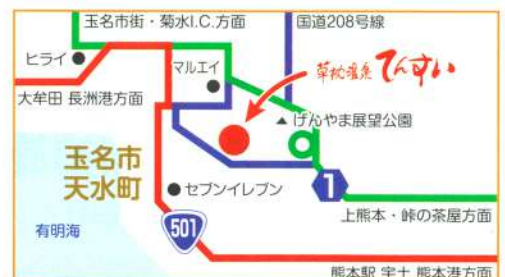 玉名市街・菊水I.C.方面
国道208号線
ヒライ
マルエイ
草枕温泉てんすい
大牟田 長洲港方面
げんやま展望公園
玉名市
天水町
セブンイレブン
1
上熊本・峠の茶屋方面
有明海
501
熊本駅 宇土 熊本港方面